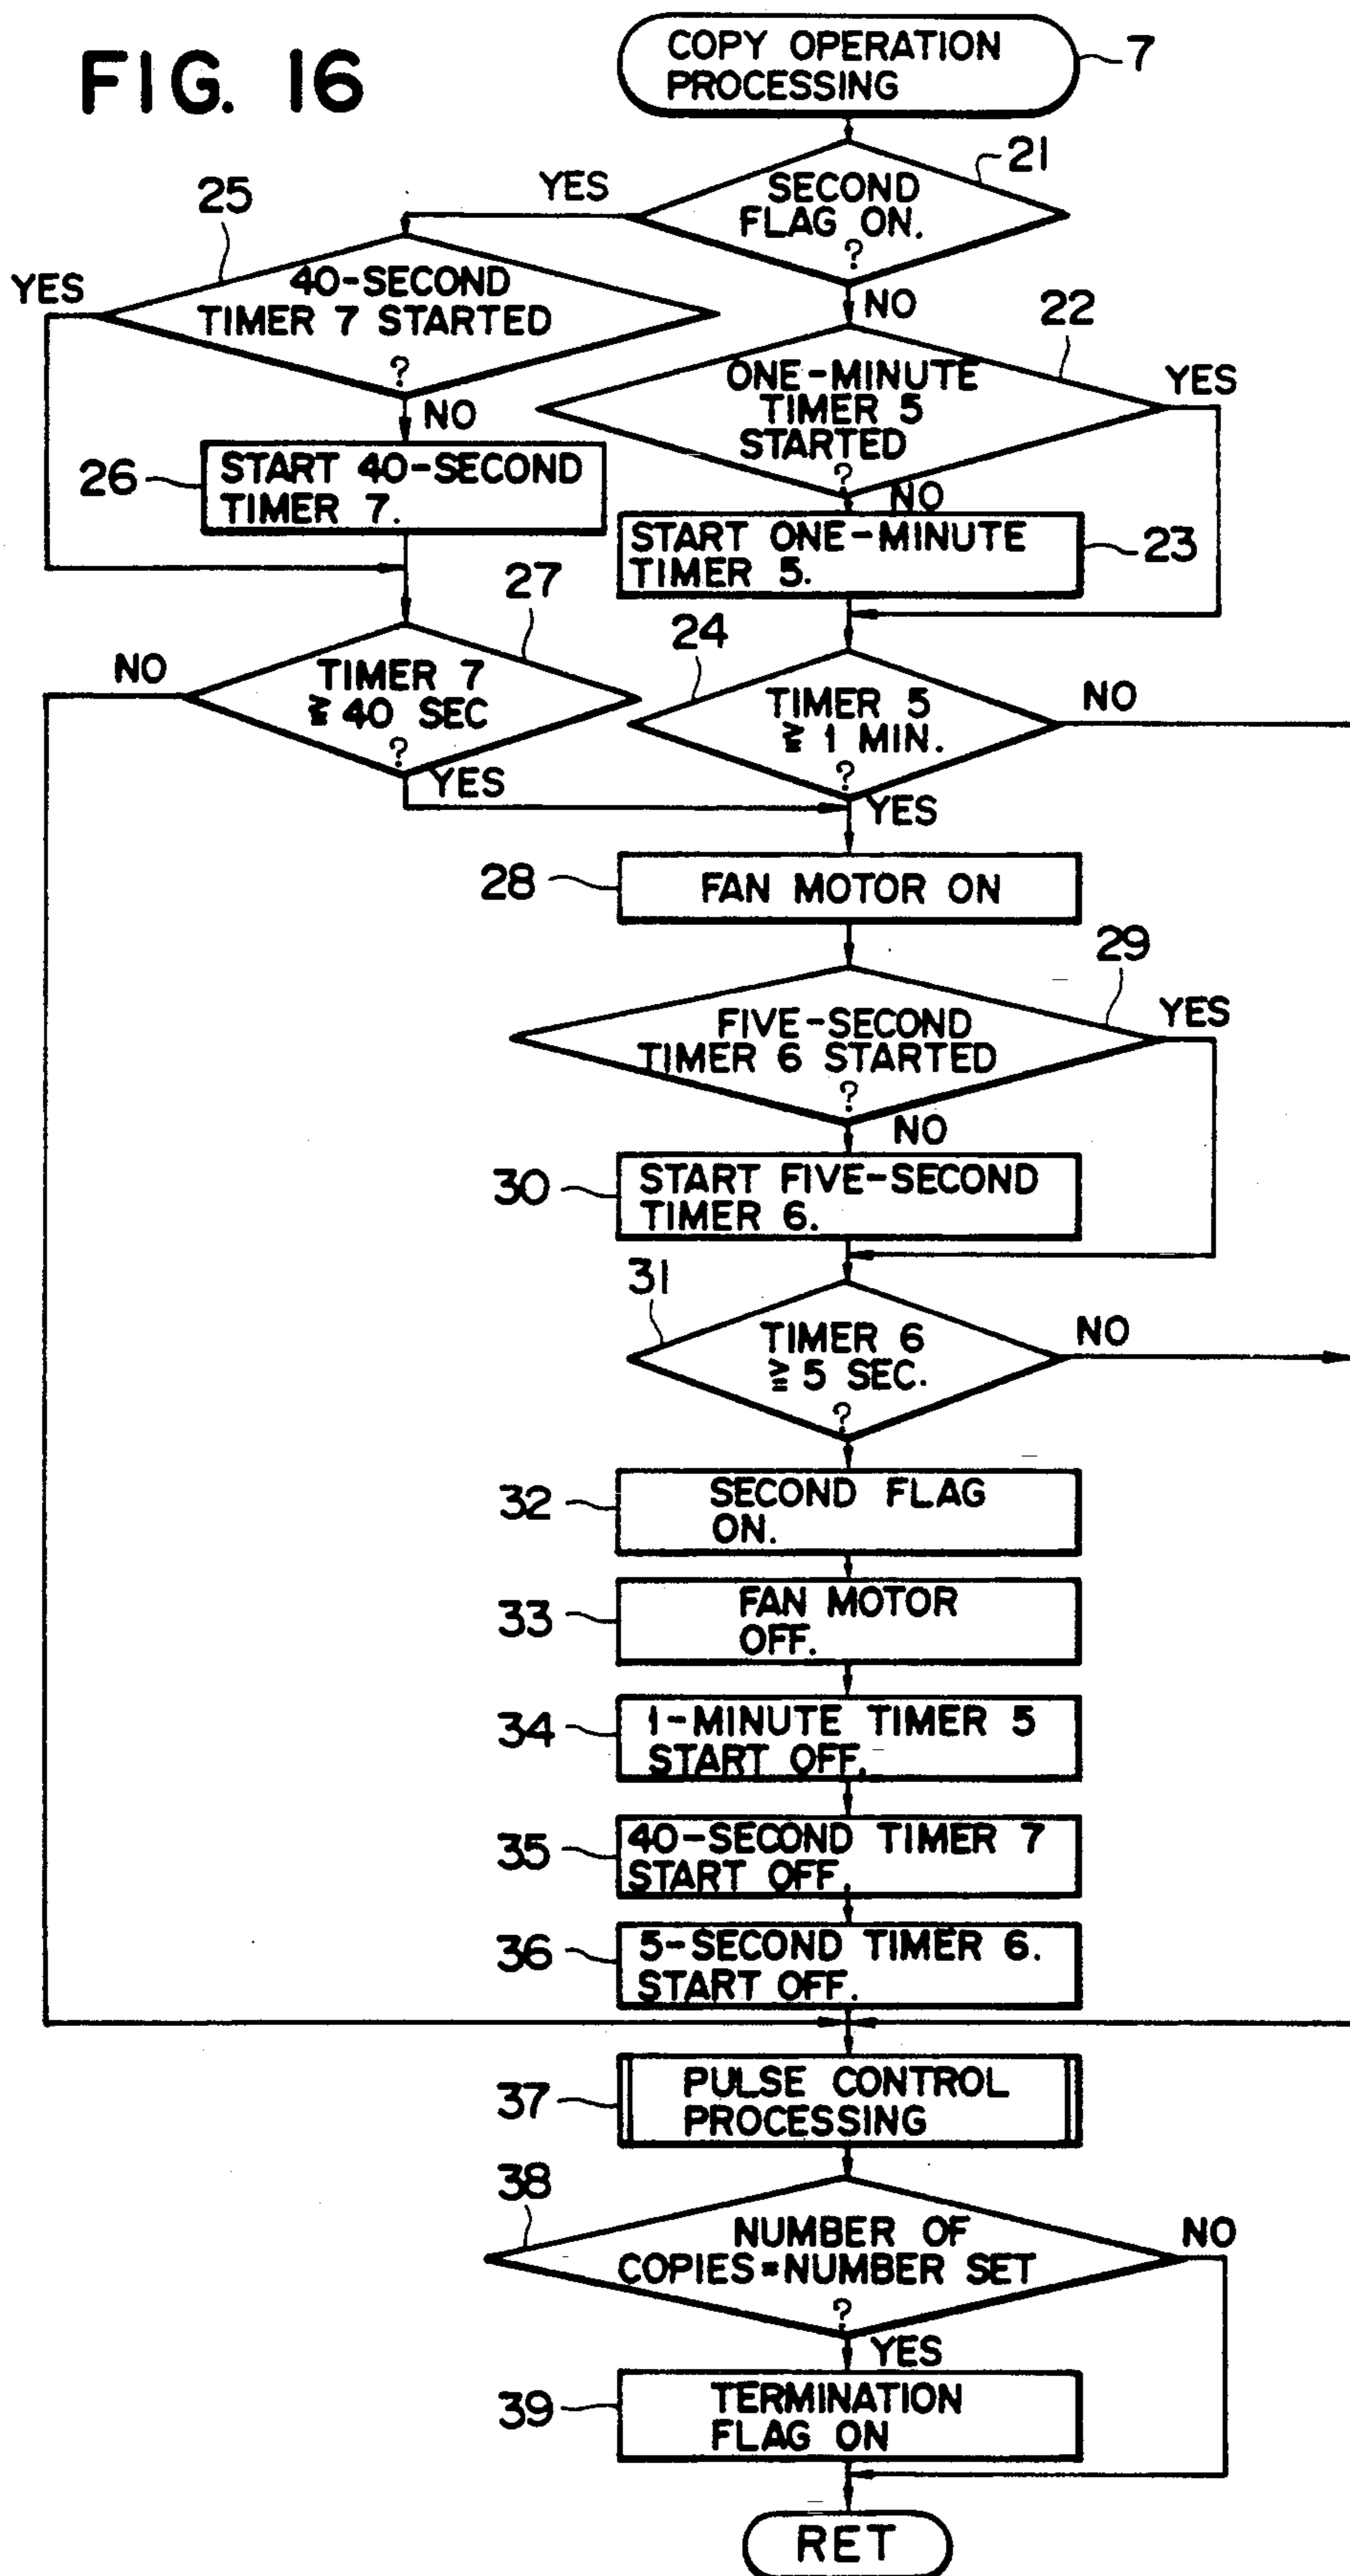 FIG. 16
COPY OPERATION
PROCESSING
7
21
SECOND
FLAG ON.
?
YES
NO
25
40-SECOND
TIMER 7 STARTED
?
YES
NO
22
ONE-MINUTE
TIMER 5
STARTED
?
YES
NO
26
START 40-SECOND
TIMER 7.
START ONE-MINUTE
TIMER 5.
23
27
TIMER 7
≧ 40 SEC
?
NO
YES
24
TIMER 5
≧ 1 MIN.
?
NO
YES
28
FAN MOTOR ON
29
FIVE-SECOND
TIMER 6 STARTED
?
YES
NO
30
START FIVE-SECOND
TIMER 6.
31
TIMER 6
≧ 5 SEC.
?
NO
32
SECOND FLAG
ON.
33
FAN MOTOR
OFF.
34
1-MINUTE TIMER 5
START OFF.
35
40-SECOND TIMER 7
START OFF.
36
5-SECOND TIMER 6.
START OFF.
37
PULSE CONTROL
PROCESSING
38
NUMBER OF
COPIES=NUMBER SET
?
NO
YES
39
TERMINATION
FLAG ON
RET